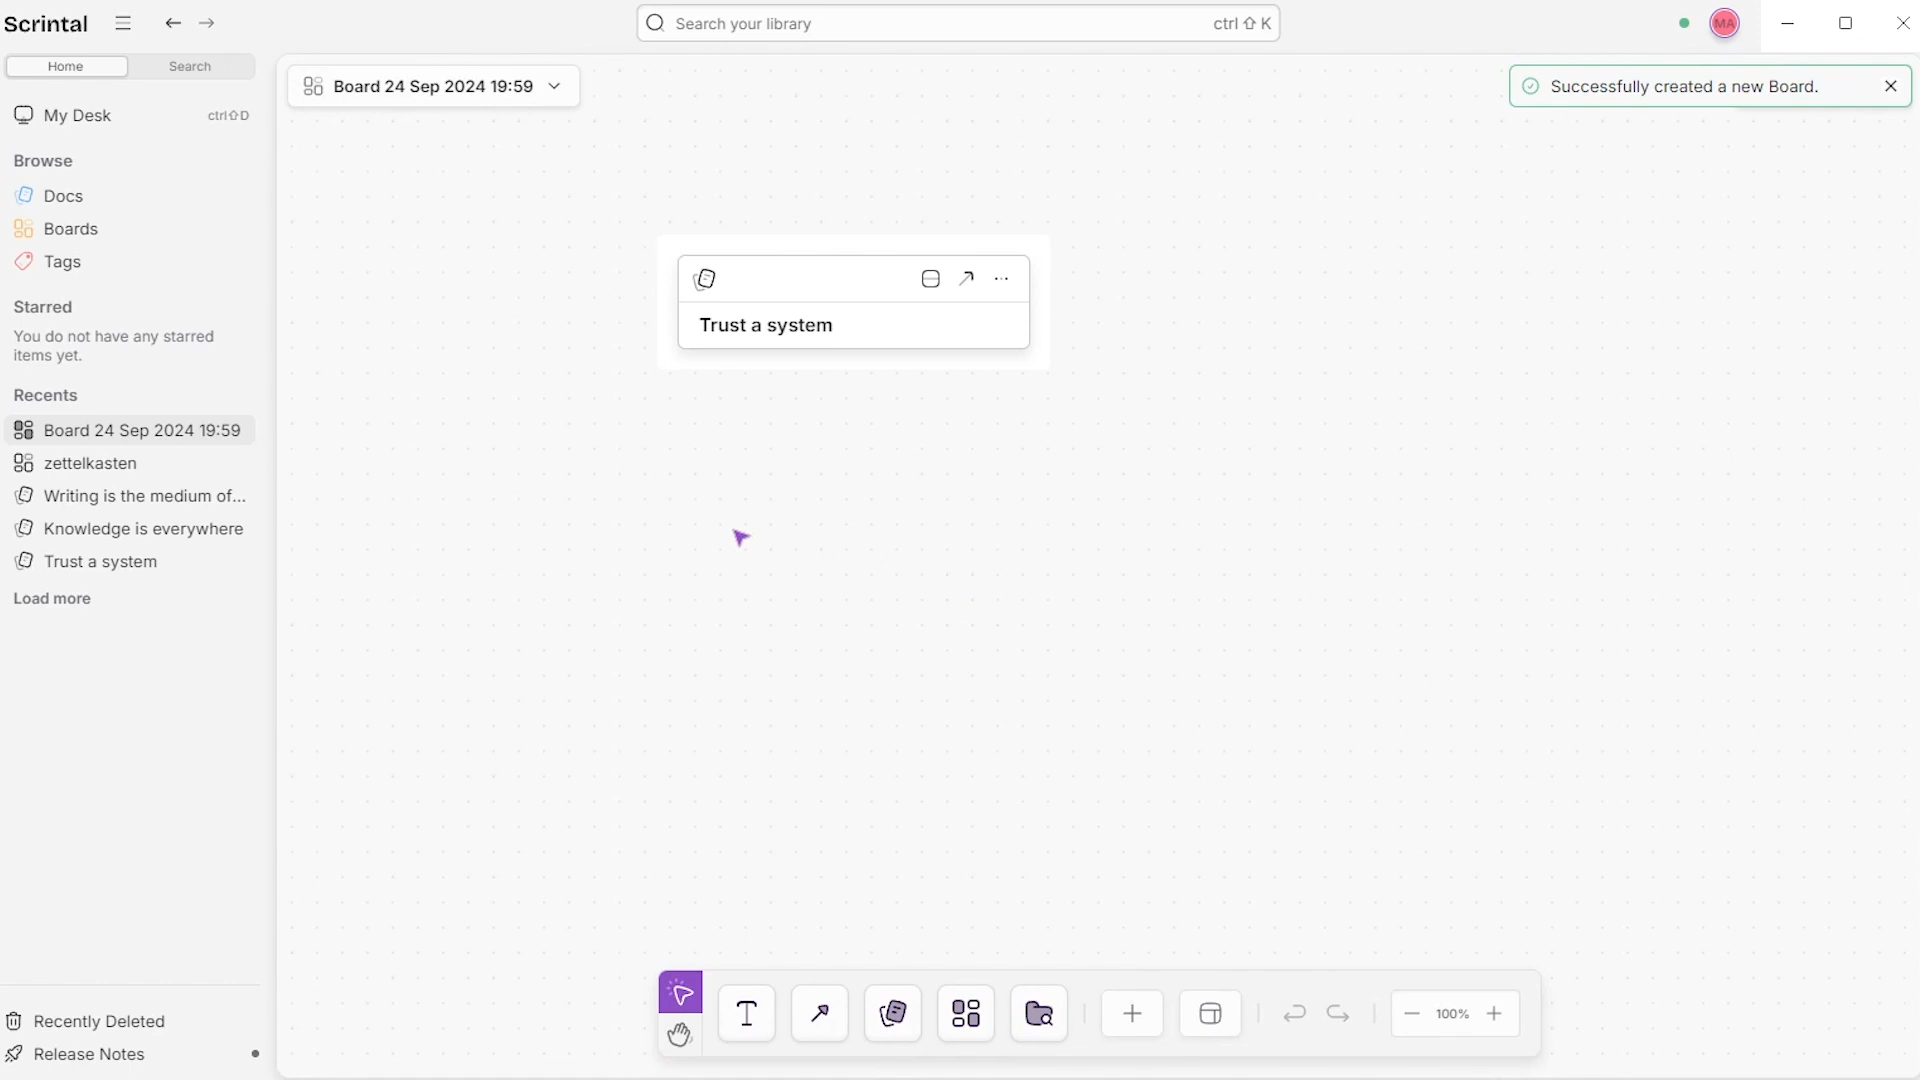 Scrintal
Search your library
ctrl ⇧ K
MA
Home
Search
Board 24 Sep 2024 19:59
Successfully created a new Board.
My Desk
ctrl⇧D
Browse
Docs
Boards
Tags
Starred
You do not have any starred
items yet.
Recents
Board 24 Sep 2024 19:59
zettelkasten
Writing is the medium of...
Knowledge is everywhere
Trust a system
Load more
Trust a system
Recently Deleted
Release Notes
T
100%